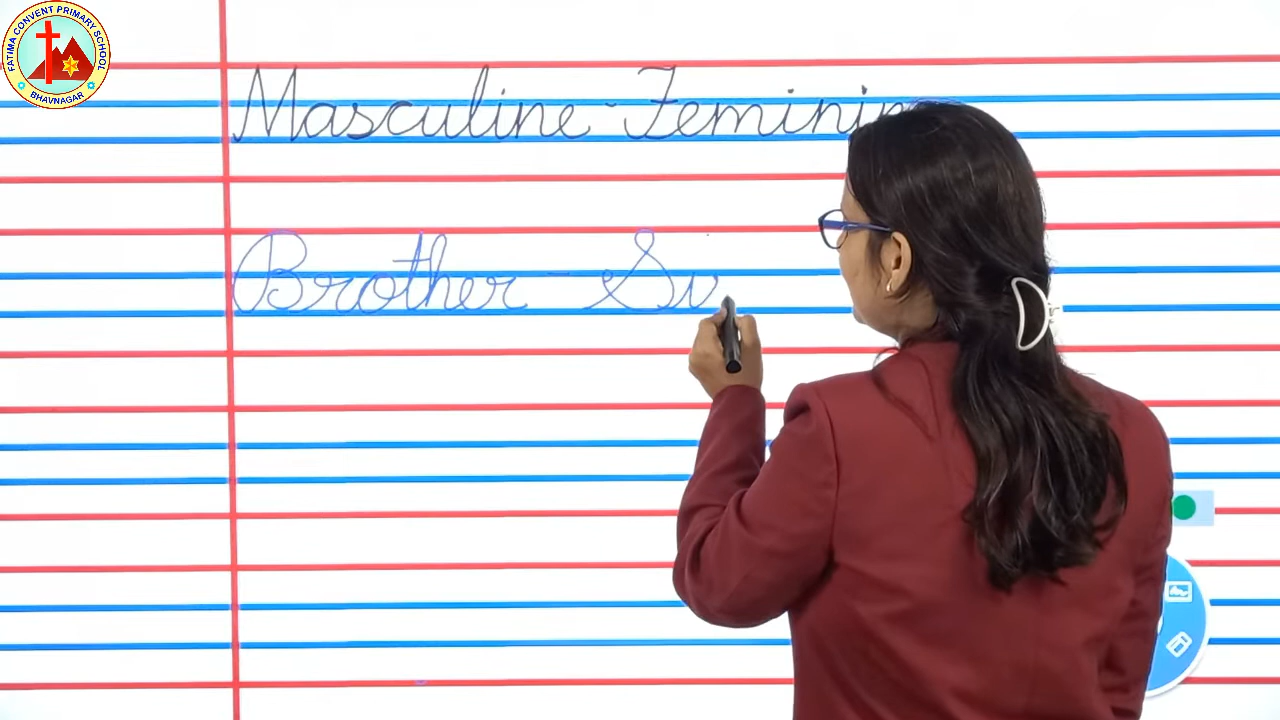 FATIMA CONVENT PRIMARY SCHOOL
BHAVNAGAR
Masculine - Feminin
Brother - Si